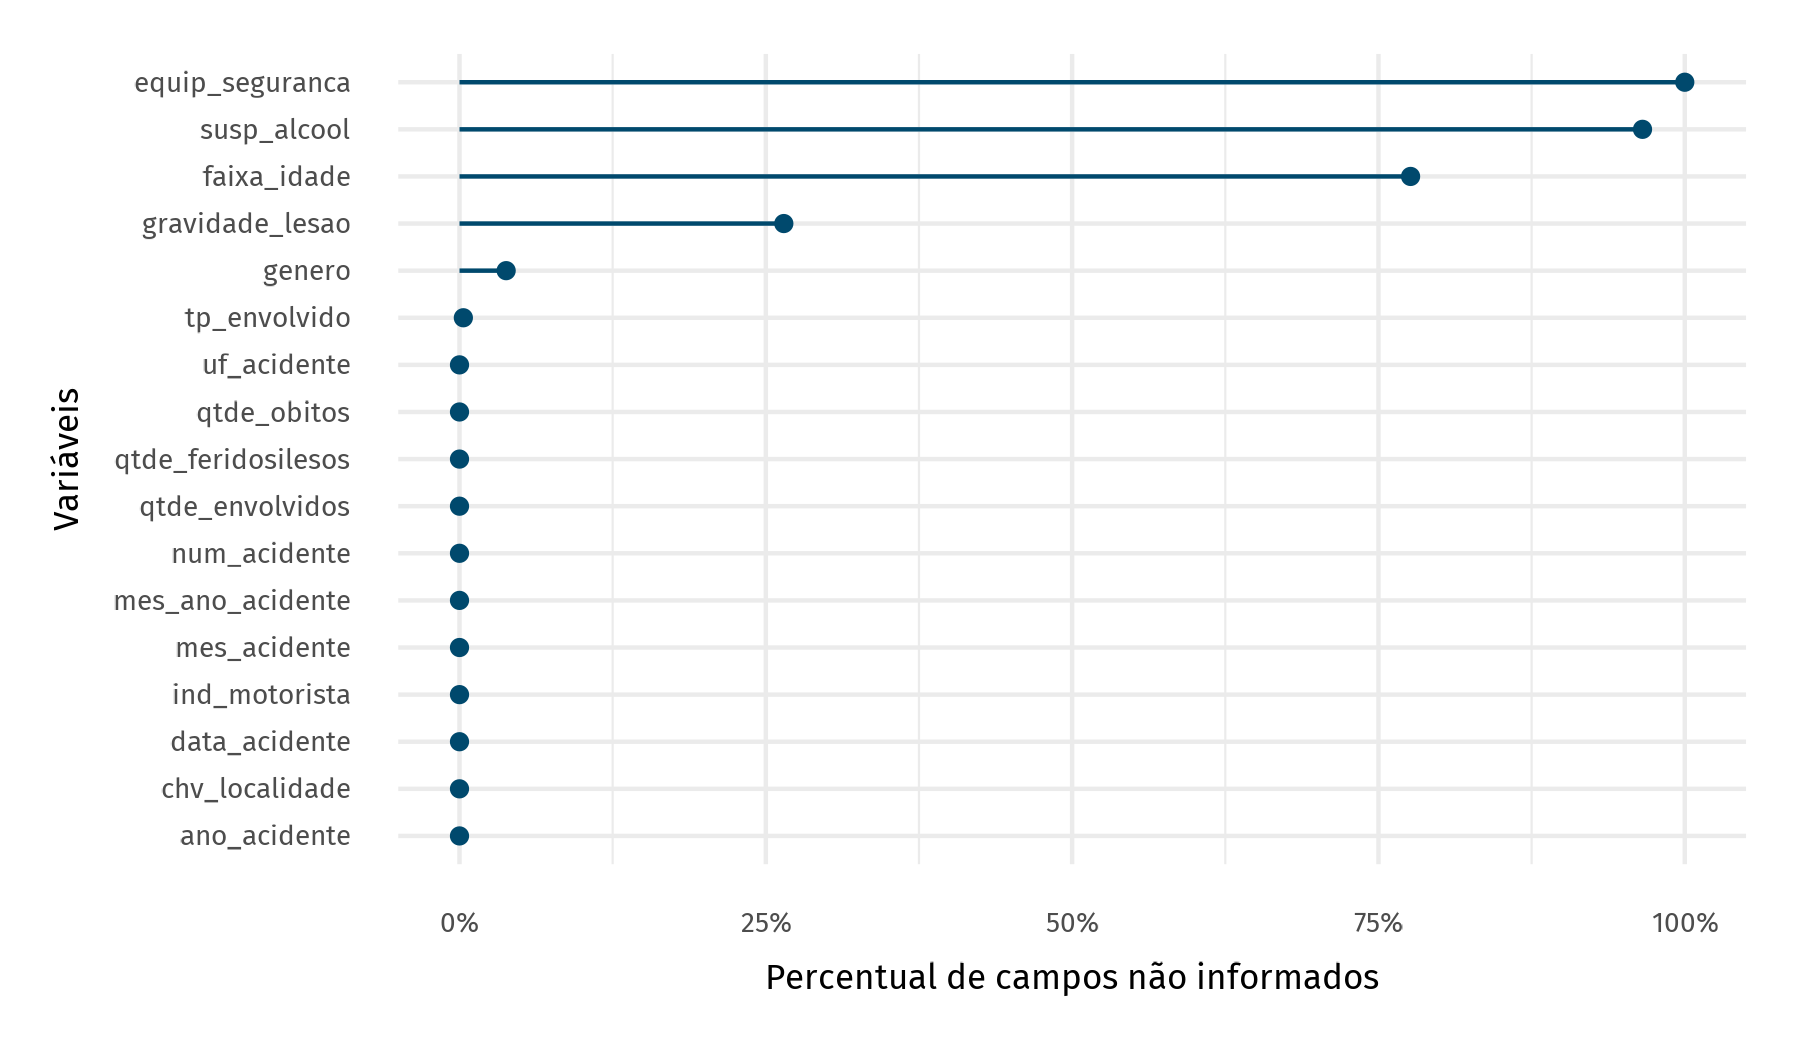 equip_seguranca
susp_alcool
faixa_idade
gravidade_lesao
genero
tp_envolvido
uf_acidente
qtde_obitos
qtde_feridosilesos
qtde_envolvidos
num_acidente
mes_ano_acidente
mes_acidente
ind_motorista
data_acidente
chv_localidade
ano_acidente
Variáveis
0% 25% 50% 75% 100%
Percentual de campos não informados